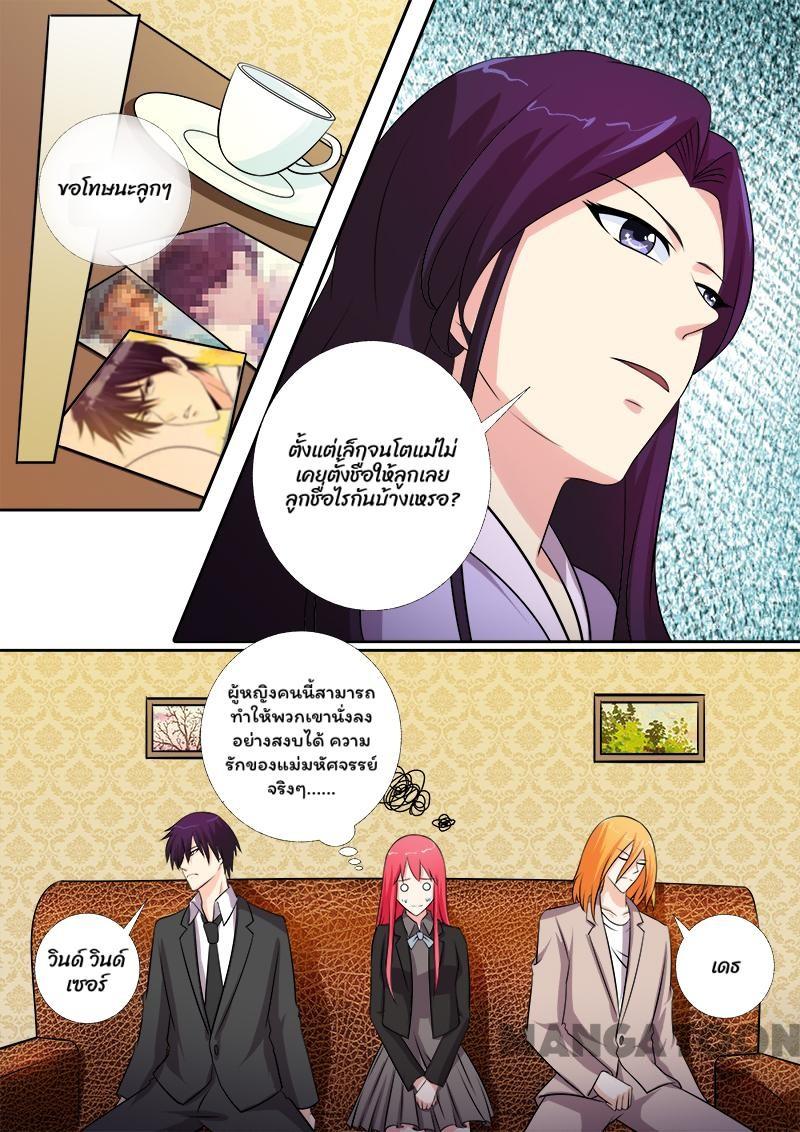 ขอโทษนะลูกๆ
ตั้งแต่เล็กจนโตแม่ไม่
เคยตั้งชื่อให้ลูกเลย
ลูกชื่อไรกันบ้างเหรอ?
ผู้หญิงคนนี้สามารถ
ทำให้พวกเขานั่งลง
อย่างสงบได้ ความ
รักของแม่มหัศจรรย์
จริงๆ......
วินด์ วินด์
เซอร์
เดธ
MANGATOON